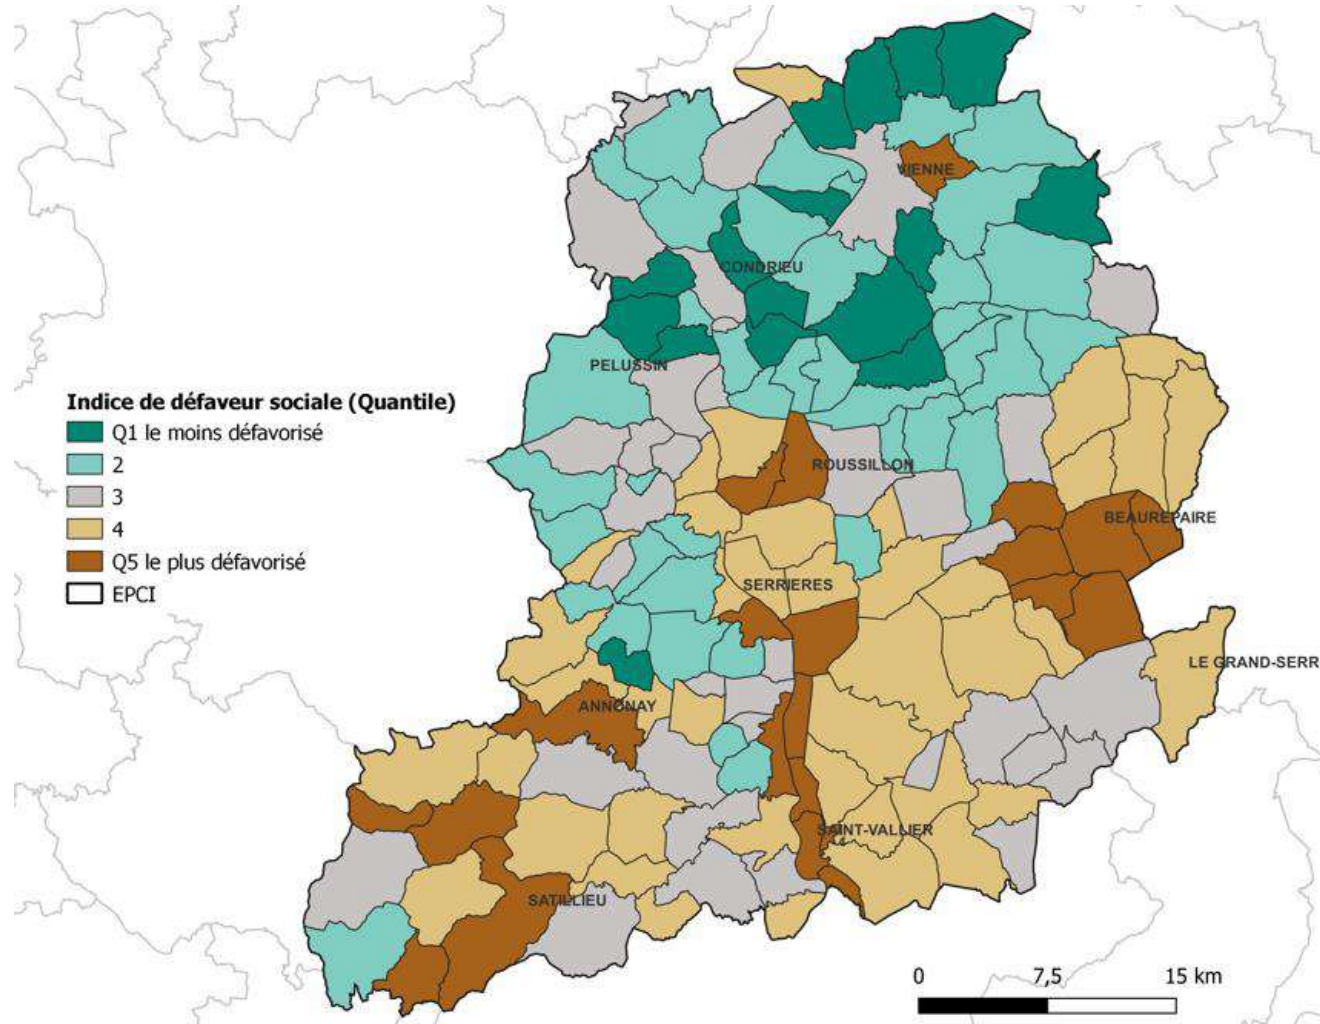 VIENNE
CONDRIEU
PELUSSIN
Indice de défaveur sociale (Quantile)
Q1 le moins défavorisé
2
3
4
Q5 le plus défavorisé
EPCI
ROUSSILLON
BEAUREPAIRE
SERRIERES
LE GRAND-SERR
ANNONAY
SAINT-VALLIER
SATILLIEU
0 7,5 15 km